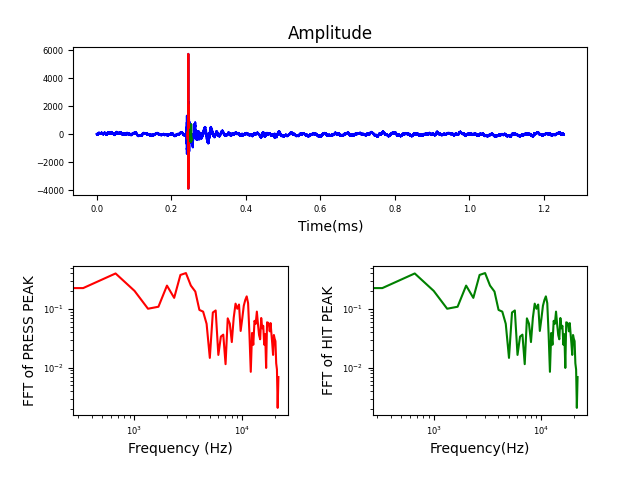 Amplitude
6000
4000
2000
0
−2000
−4000
0.0 0.2 0.4 0.6 0.8 1.0 1.2
Time(ms)
FFT of PRESS PEAK
10⁻¹
10⁻²
10³ 10⁴
Frequency (Hz)
FFT of HIT PEAK
10⁻¹
10⁻²
10³ 10⁴
Frequency(Hz)